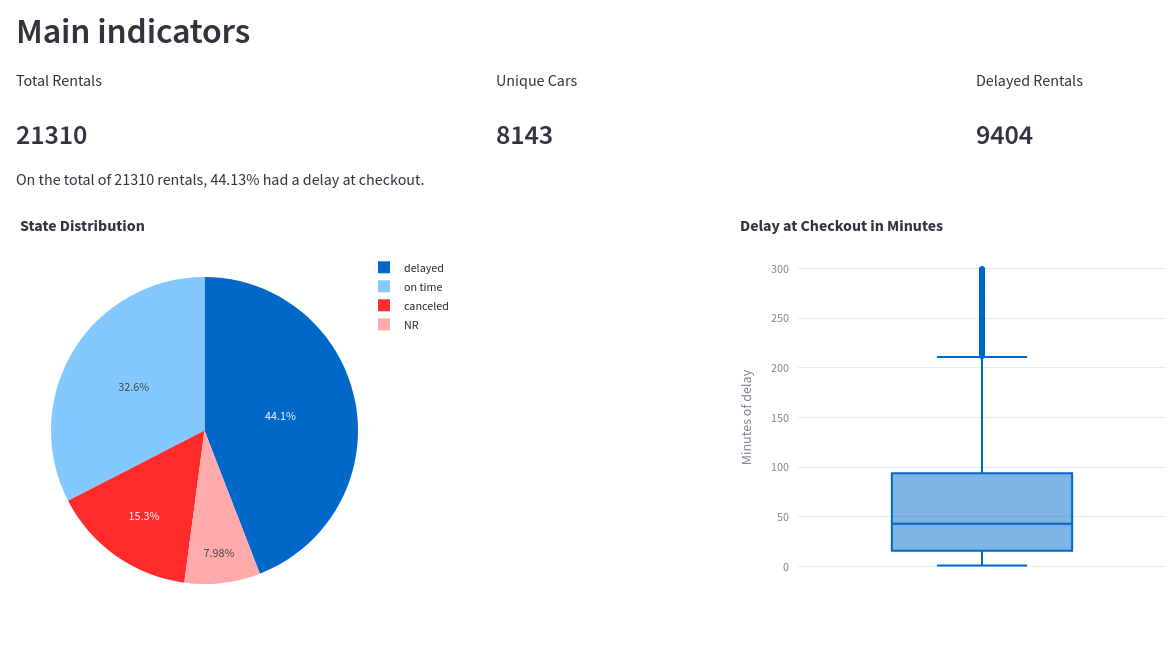 Main indicators
Total Rentals
Unique Cars
Delayed Rentals
21310
8143
9404
On the total of 21310 rentals, 44.13% had a delay at checkout.
State Distribution
delayed
on time
canceled
NR
32.6%
44.1%
15.3%
7.98%
Delay at Checkout in Minutes
Minutes of delay
300
250
200
150
100
50
0